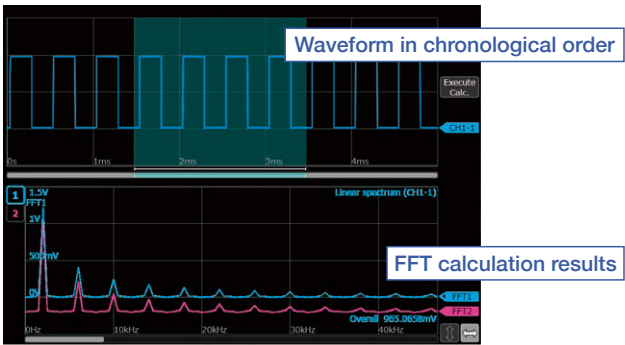 Waveform in chronological order
Execute
Calc.
CH1-1
0s 1ms 2ms 3ms 4ms
1 1.5V Linear spectrum (CH1-1)
FFT1
2 1V
500mV
FFT calculation results
0V FFT1
FFT2
Overall 965.0658mV
0Hz 10kHz 20kHz 30kHz 40kHz